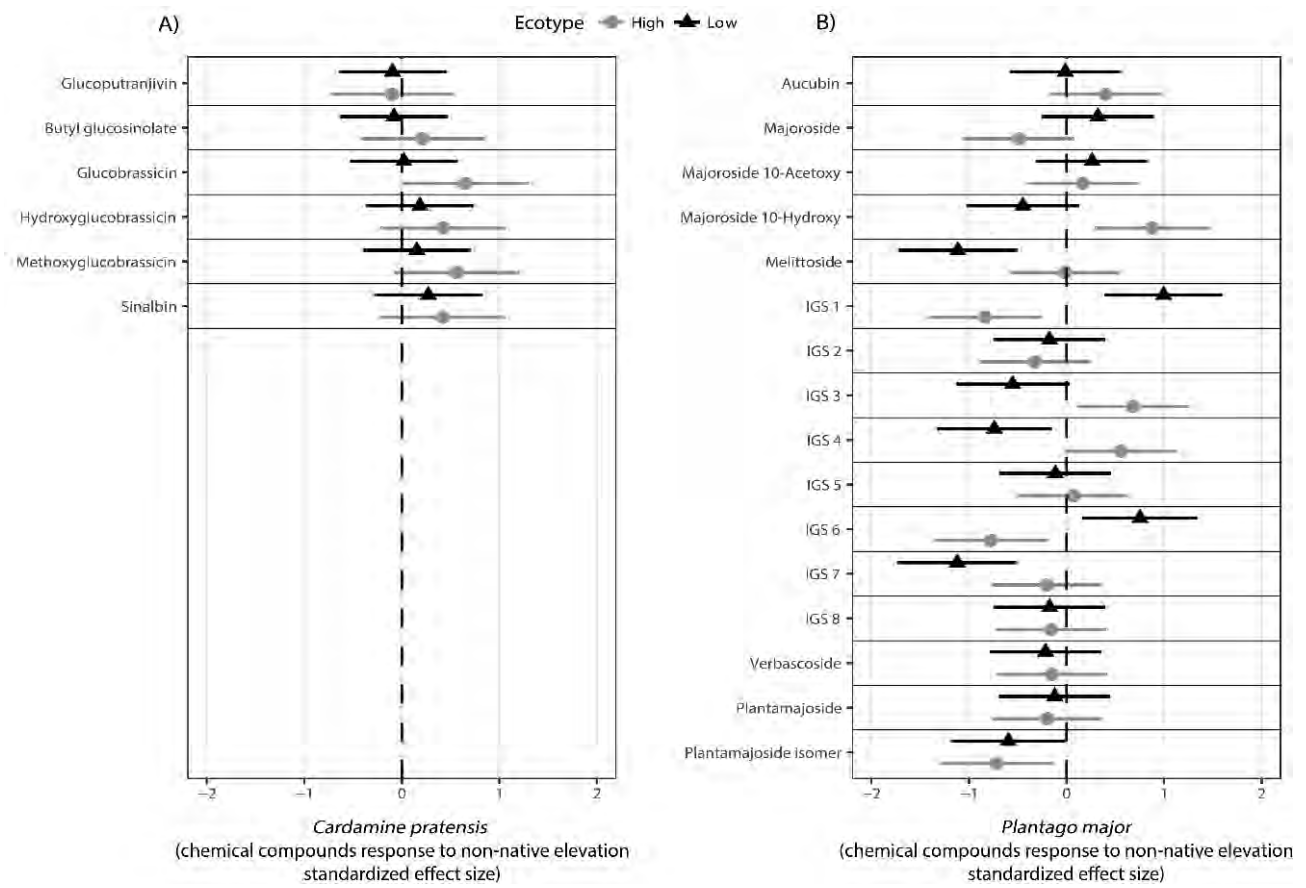 A)
Ecotype High Low
B)
Glucoputranjivin
Butyl glucosinolate
Glucobrassicin
Hydroxyglucobrassicin
Methoxyglucobrassicin
Sinalbin
−2 −1 0 1 2
Cardamine pratensis
(chemical compounds response to non-native elevation
standardized effect size)
Aucubin
Majoroside
Majoroside 10-Acetoxy
Majoroside 10-Hydroxy
Melittoside
IGS 1
IGS 2
IGS 3
IGS 4
IGS 5
IGS 6
IGS 7
IGS 8
Verbascoside
Plantamajoside
Plantamajoside isomer
−2 −1 0 1 2
Plantago major
(chemical compounds response to non-native elevation
standardized effect size)